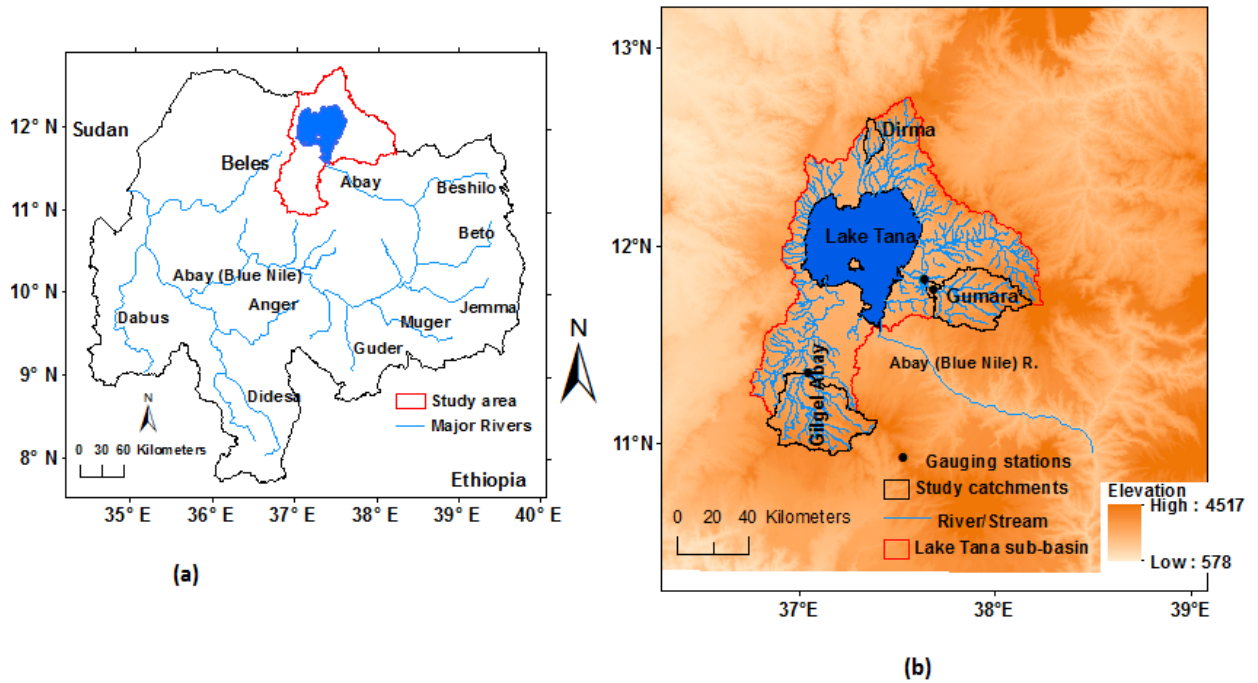 12° N
11° N
10° N
9° N
8° N
35° E
36° E
37° E
38° E
39° E
40° E
Sudan
Beles
Abay
Beshilo
Beto
Abay (Blue Nile)
Anger
Jemma
Dabus
Muger
Guder
Didesa
N
0 30 60 Kilometers
Study area
Major Rivers
Ethiopia
N
(a)
13°N
12°N
11°N
37°E
38°E
39°E
Dirma
Lake Tana
Gumara
Abay (Blue Nile) R.
Gilgel Abay
Gauging stations
Study catchments
River/Stream
Lake Tana sub-basin
0 20 40 Kilometers
Elevation
High : 4517
Low : 578
(b)